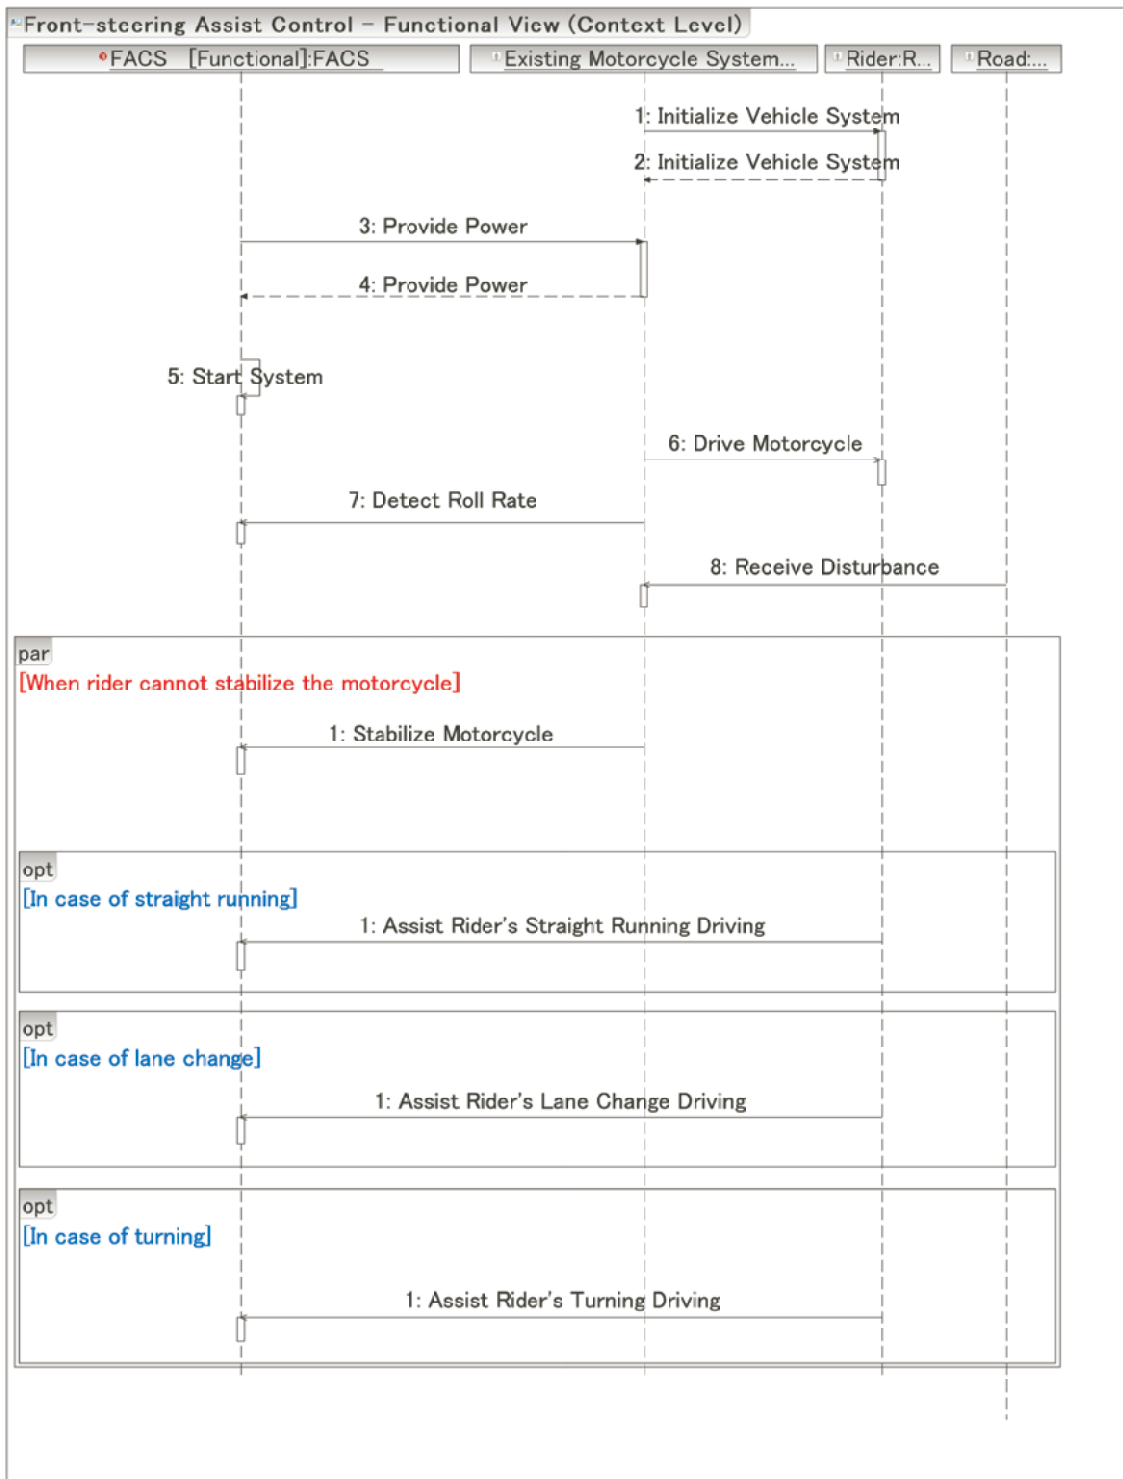 Front-steering Assist Control - Functional View (Context Level)
FACS [Functional]:FACS
Existing Motorcycle System...
Rider:R...
Road:...
1: Initialize Vehicle System
2: Initialize Vehicle System
3: Provide Power
4: Provide Power
5: Start System
6: Drive Motorcycle
7: Detect Roll Rate
8: Receive Disturbance
par
[When rider cannot stabilize the motorcycle]
1: Stabilize Motorcycle
opt
[In case of straight running]
1: Assist Rider's Straight Running Driving
opt
[In case of lane change]
1: Assist Rider's Lane Change Driving
opt
[In case of turning]
1: Assist Rider's Turning Driving